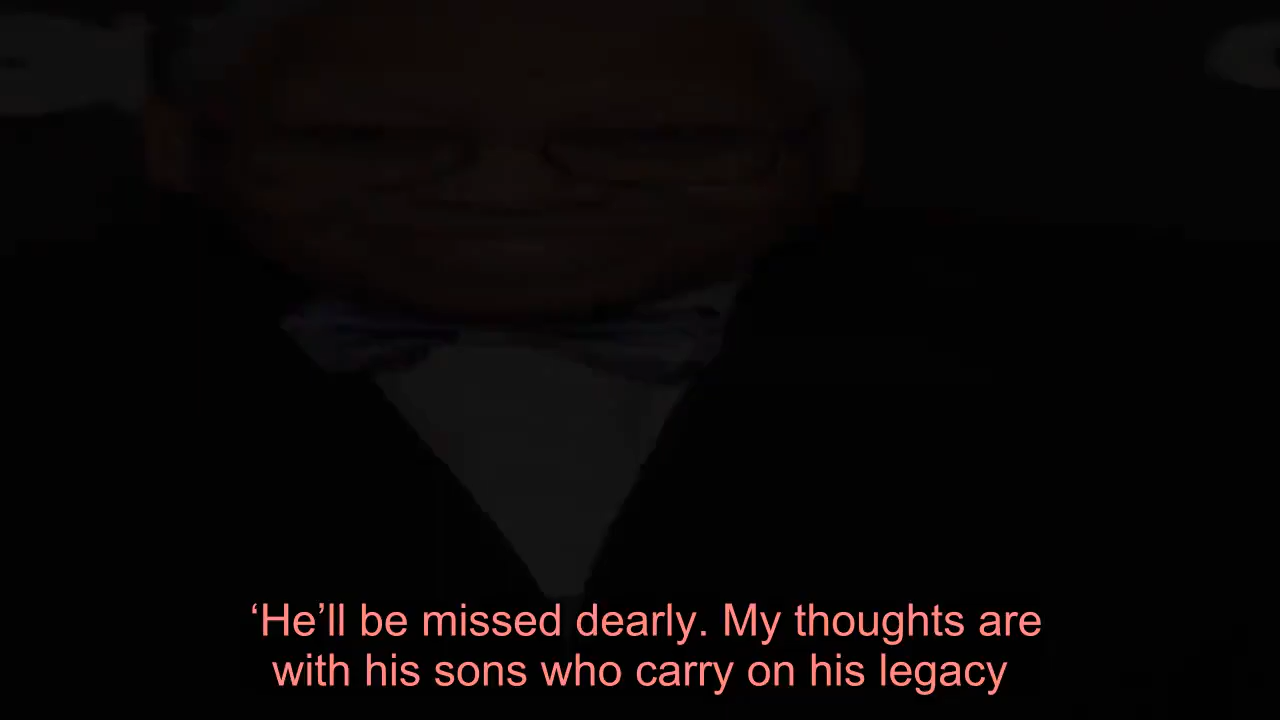 ‘He’ll be missed dearly. My thoughts are
with his sons who carry on his legacy